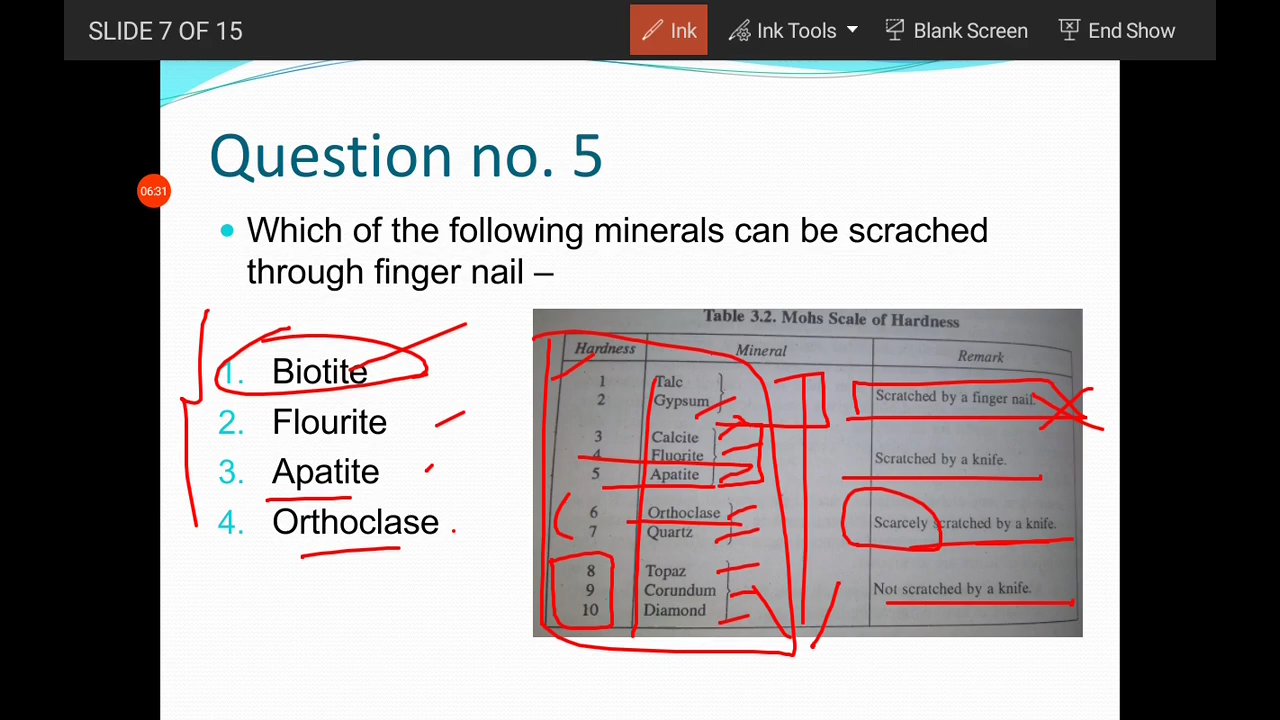 SLIDE 7 OF 15
Ink
Ink Tools
Blank Screen
End Show
Question no. 5
06:31
Which of the following minerals can be scrached
through finger nail –
1. Biotite
2. Flourite
3. Apatite
4. Orthoclase
Table 3.2. Mohs Scale of Hardness
Hardness Mineral Remark
1 Talc
2 Gypsum Scratched by a finger nail.
3 Calcite
4 Fluorite Scratched by a knife.
5 Apatite
6 Orthoclase Scarcely scratched by a knife.
7 Quartz
8 Topaz
9 Corundum Not scratched by a knife.
10 Diamond